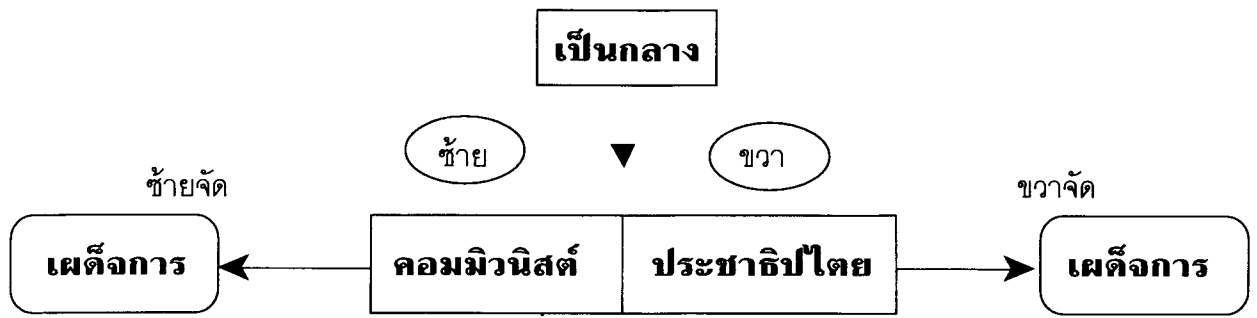 เป็นกลาง
ซ้าย ขวา
ซ้ายจัด ขวาจัด
เผด็จการ คอมมิวนิสต์ ประชาธิปไตย เผด็จการ